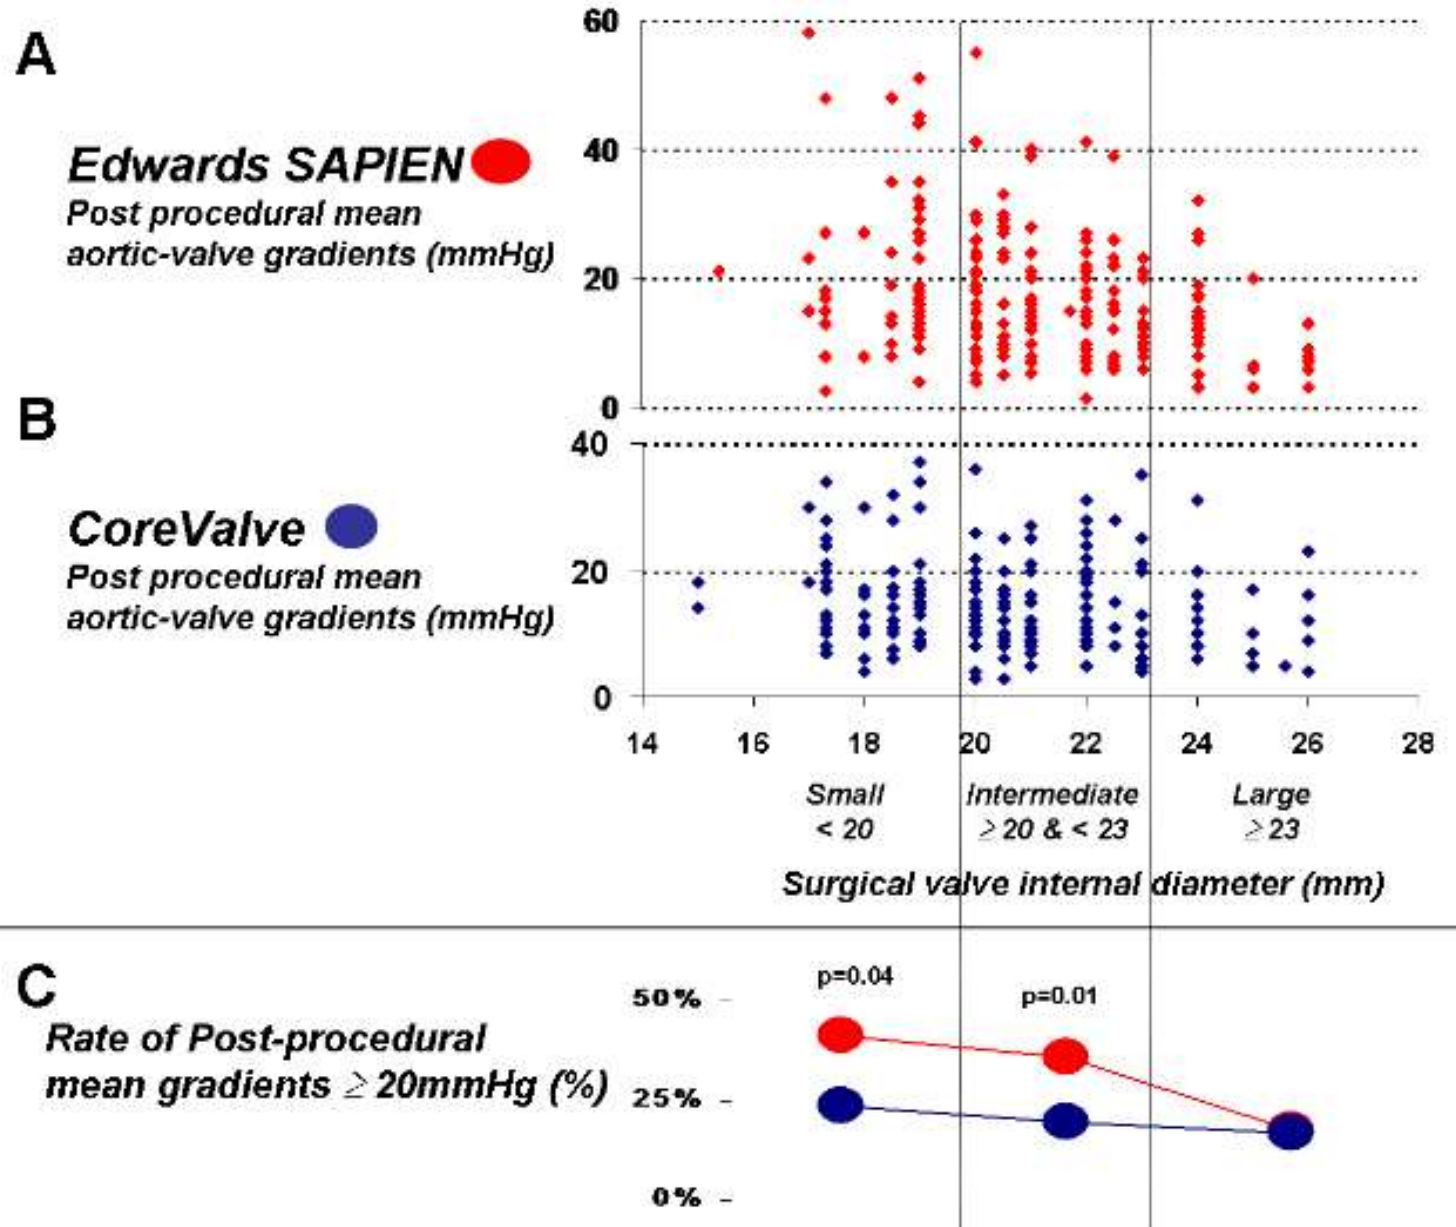 A
Edwards SAPIEN
Post procedural mean
aortic-valve gradients (mmHg)
60
40
20
0
B
CoreValve
Post procedural mean
aortic-valve gradients (mmHg)
40
20
0
14 16 18 20 22 24 26 28
Small Intermediate Large
< 20 ≥ 20 & < 23 ≥ 23
Surgical valve internal diameter (mm)
C
Rate of Post-procedural
mean gradients ≥ 20mmHg (%)
50%
25%
0%
p=0.04
p=0.01